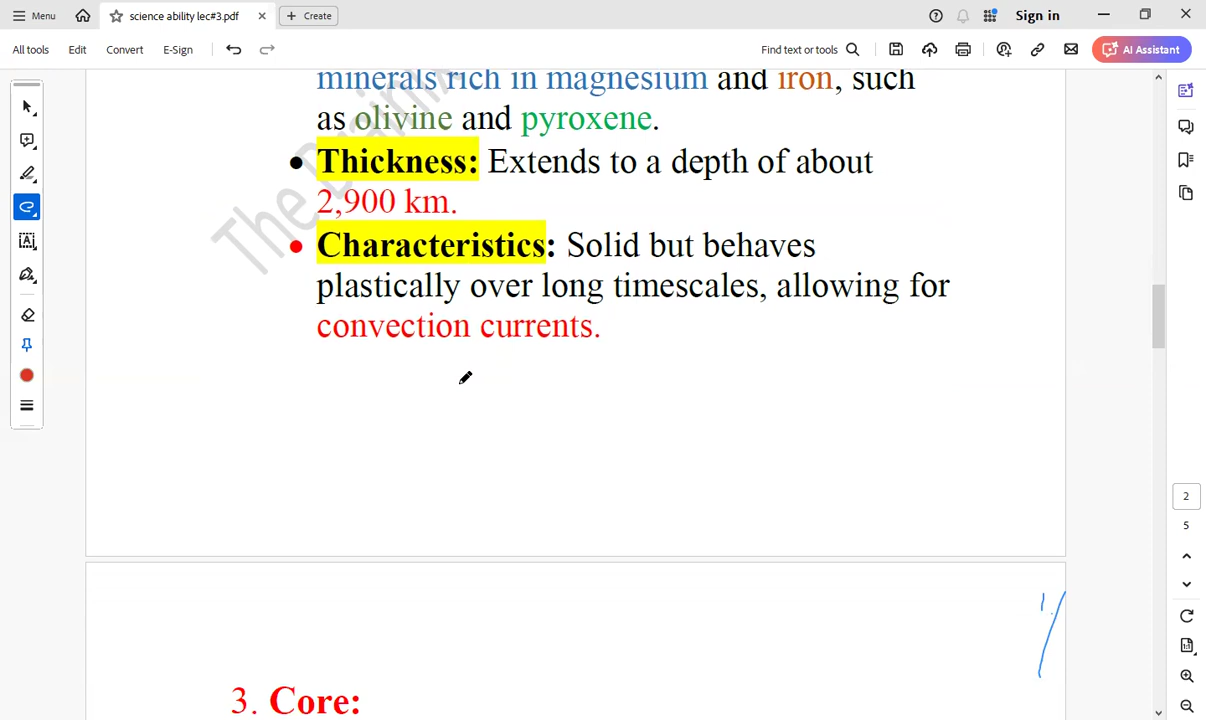 Menu
science ability lec#3.pdf
Create
Sign in
All tools
Edit
Convert
E-Sign
Find text or tools
AI Assistant
minerals rich in magnesium and iron, such
as olivine and pyroxene.
• Thickness: Extends to a depth of about
2,900 km.
• Characteristics: Solid but behaves
plastically over long timescales, allowing for
convection currents.
The
2
5
3. Core: